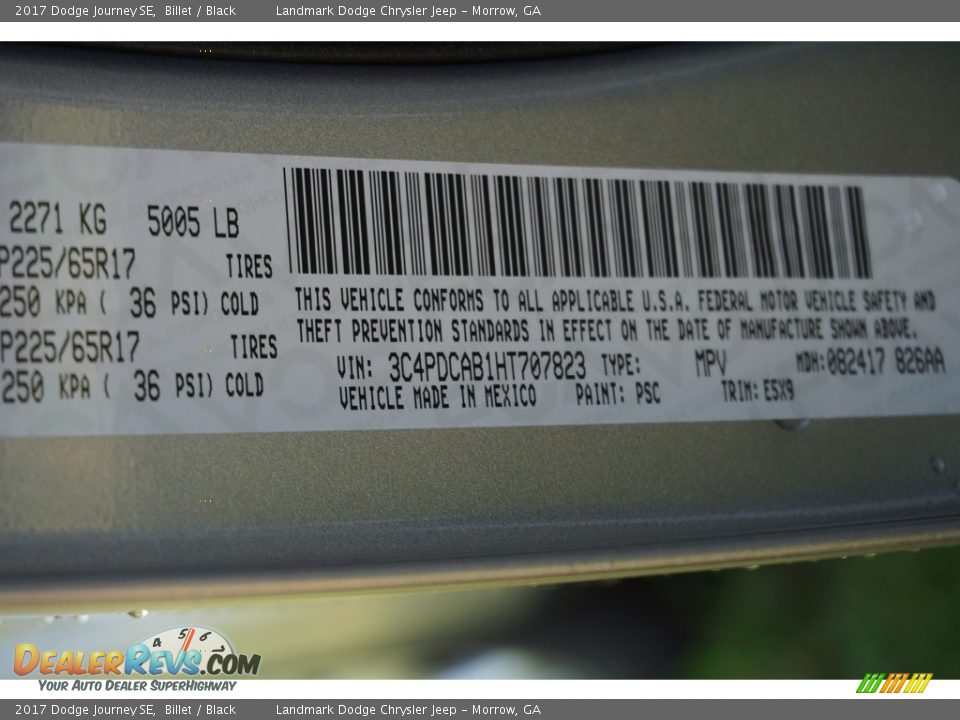 2017 Dodge Journey SE,  Billet / Black          Landmark Dodge Chrysler Jeep - Morrow, GA
2271 KG    5005 LB
P225/65R17          TIRES
250 KPA (  36 PSI) COLD
P225/65R17          TIRES
250 KPA (  36 PSI) COLD
THIS VEHICLE CONFORMS TO ALL APPLICABLE U.S.A. FEDERAL MOTOR VEHICLE SAFETY AND
THEFT PREVENTION STANDARDS IN EFFECT ON THE DATE OF MANUFACTURE SHOWN ABOVE.
VIN: 3C4PDCAB1HT707823 TYPE:      MPV      MDH:082417 826AA
VEHICLE MADE IN MEXICO    PAINT: PSC      TRIM: E5X9
4 5 6
DEALERREVS.COM
YOUR AUTO DEALER SUPERHIGHWAY
2017 Dodge Journey SE,  Billet / Black          Landmark Dodge Chrysler Jeep - Morrow, GA